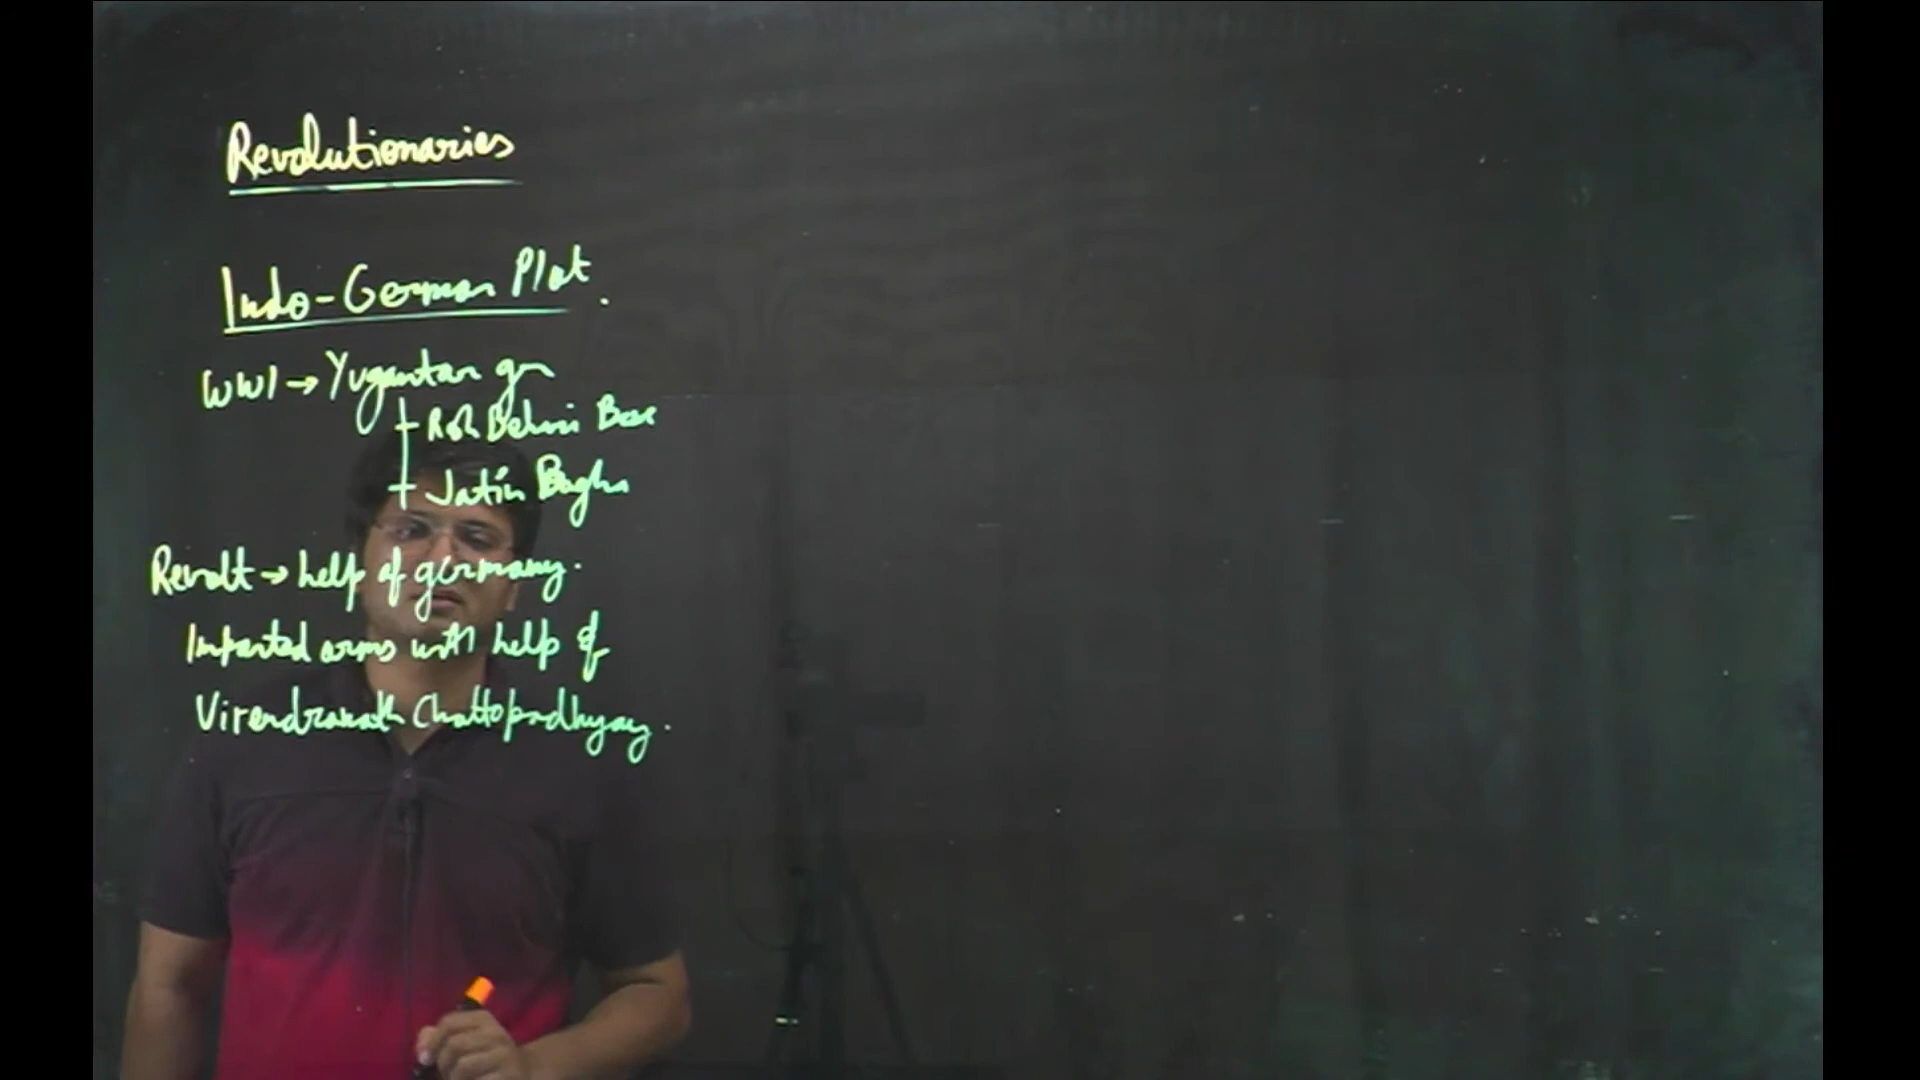 Revolutionaries
Indo-German Plot.
WW1 → Yugantar gr
Rash Behari Bose
Jatin Bagha
Revolt → help of germany.
Imported arms with help of
Virendranath Chattopadhyay.